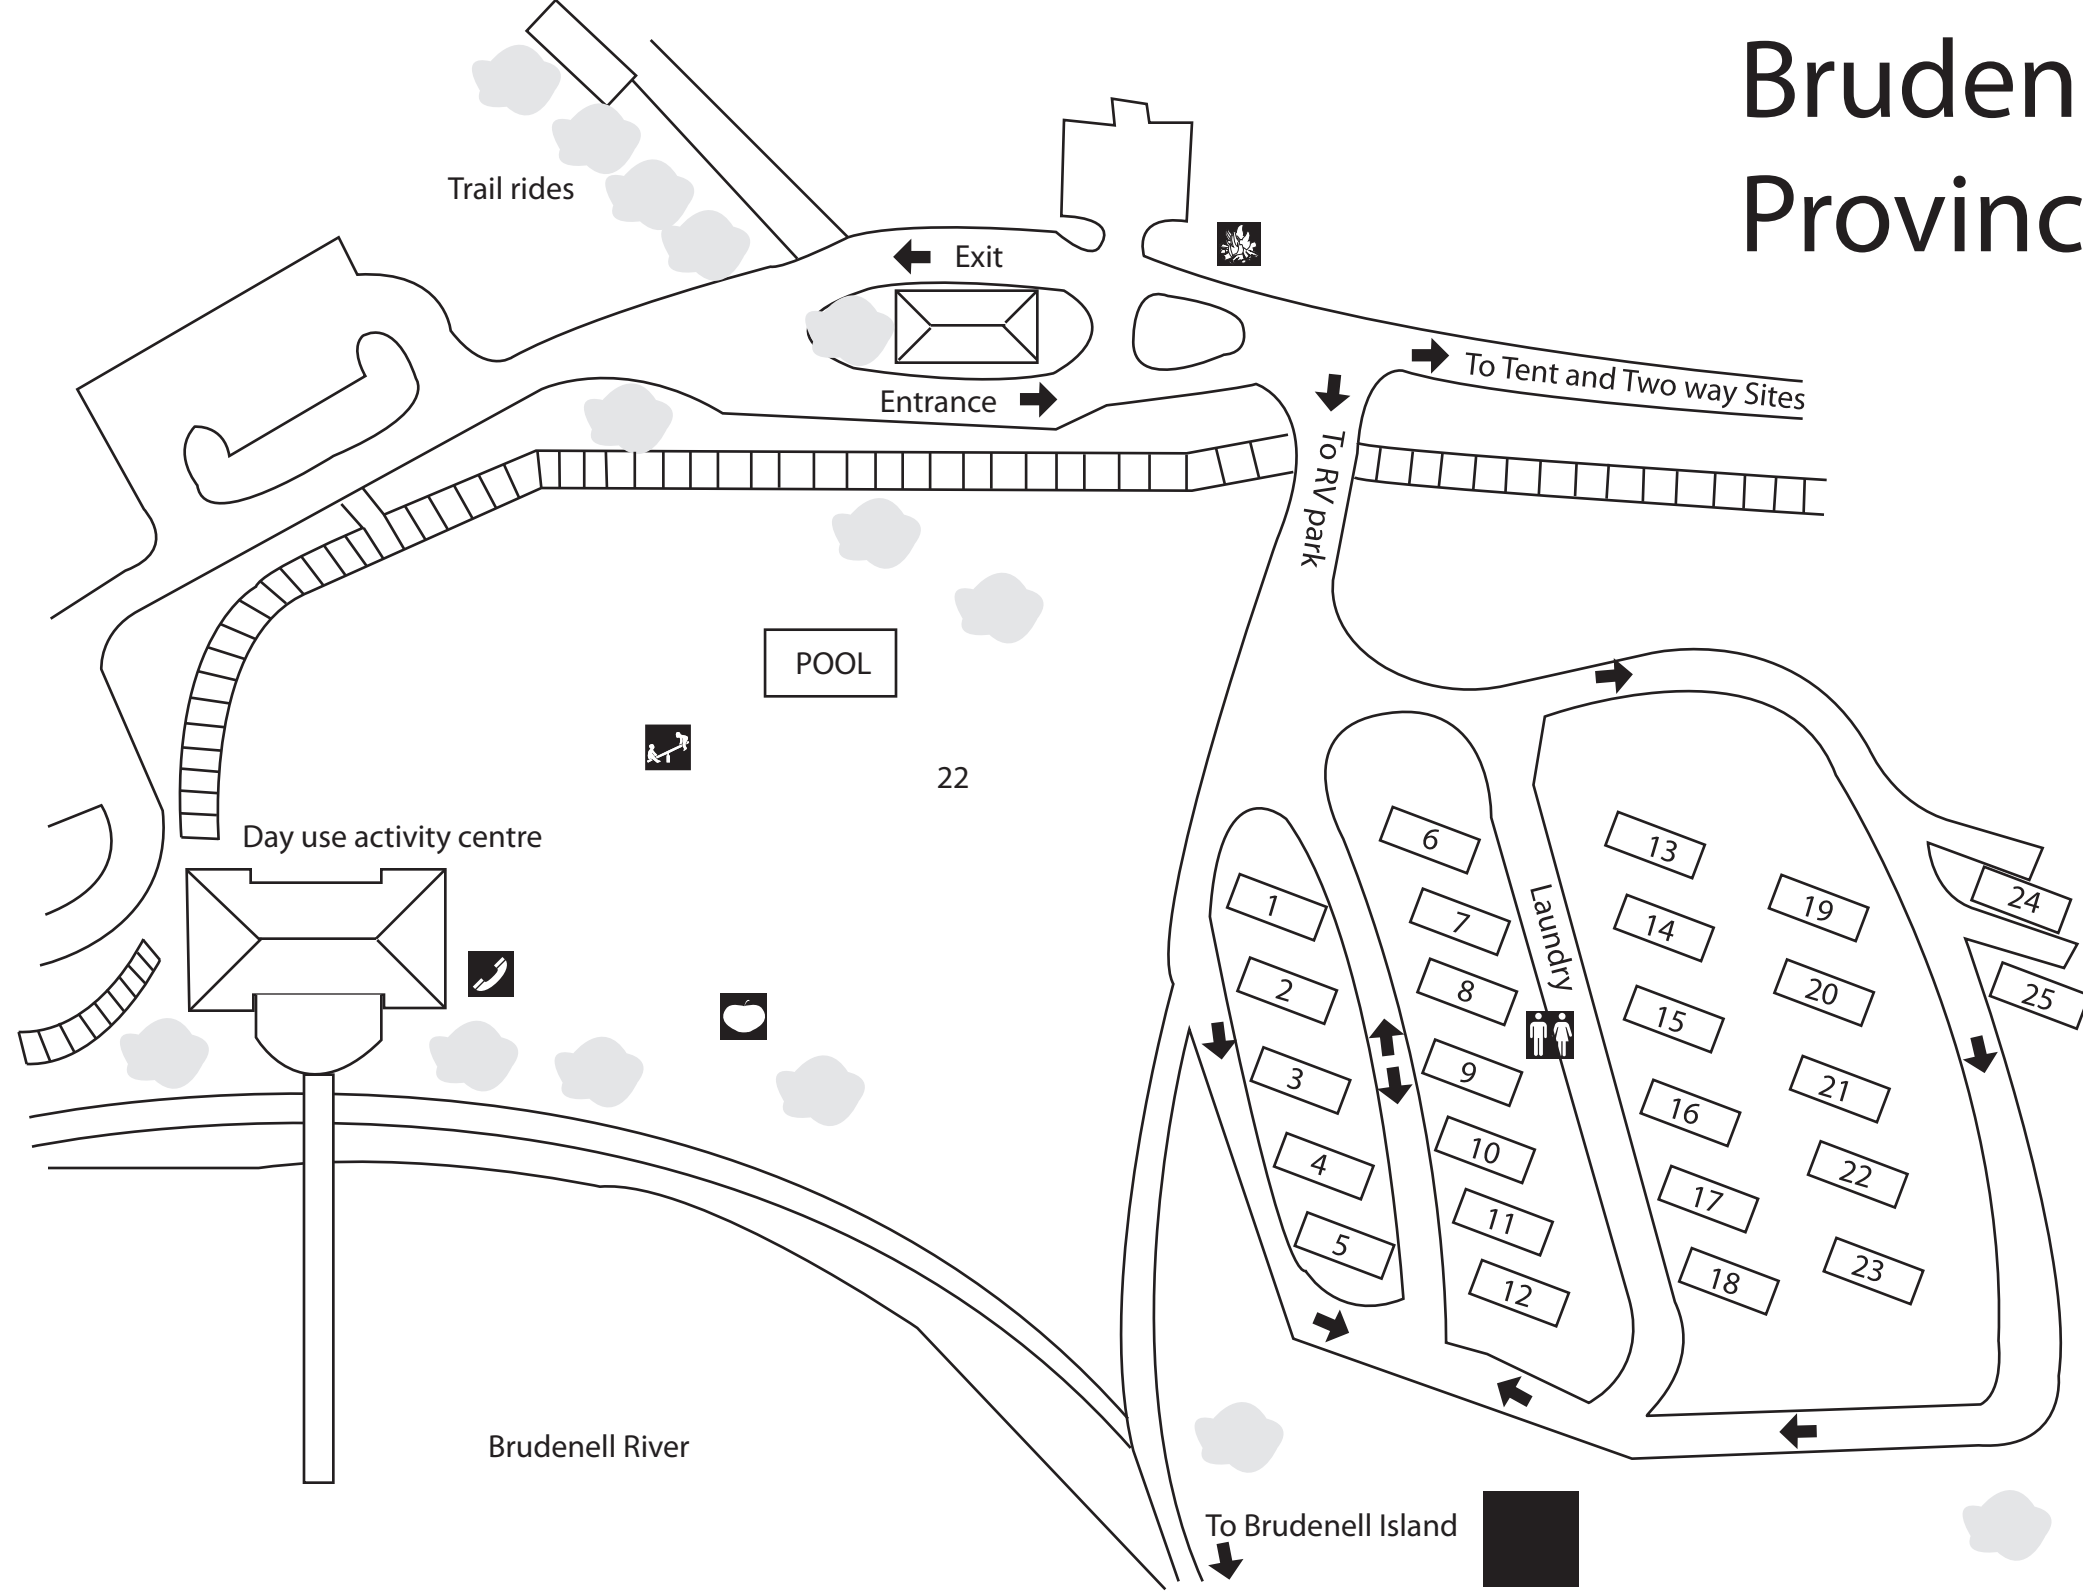 Bruden
Provinc
Trail rides
Exit
Entrance
To Tent and Two way Sites
To RV park
POOL
22
Day use activity centre
Laundry
1
2
3
4
5
6
7
8
9
10
11
12
13
14
15
16
17
18
19
20
21
22
23
24
25
Brudenell River
To Brudenell Island